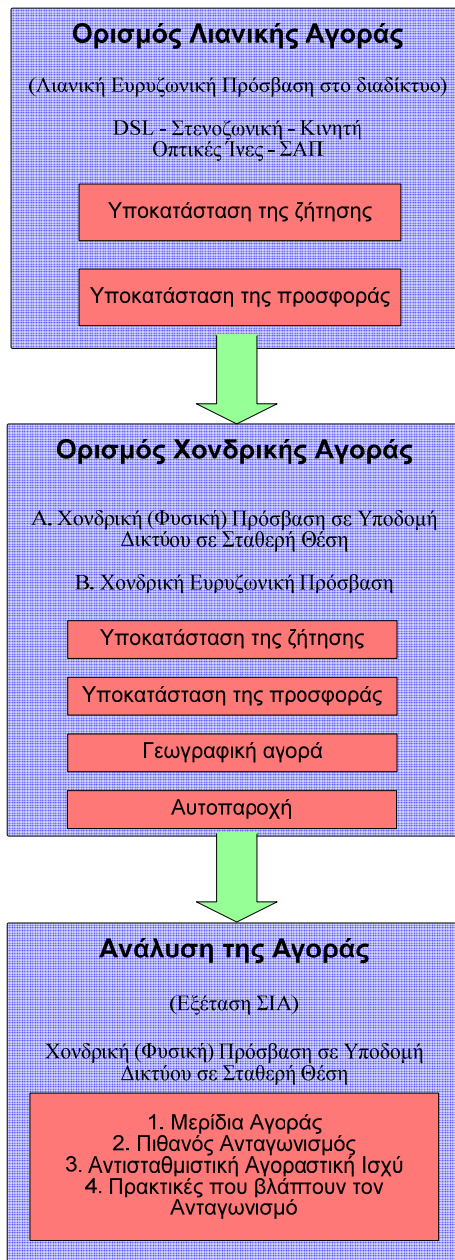 Ορισμός Λιανικής Αγοράς
(Λιανική Ευρυζωνική Πρόσβαση στο διαδίκτυο)
DSL - Στενοζωνική - Κινητή
Οπτικές Ίνες - ΣΑΠ
Υποκατάσταση της ζήτησης
Υποκατάσταση της προσφοράς
Ορισμός Χονδρικής Αγοράς
Α. Χονδρική (Φυσική) Πρόσβαση σε Υποδομή
Δικτύου σε Σταθερή Θέση
Β. Χονδρική Ευρυζωνική Πρόσβαση
Υποκατάσταση της ζήτησης
Υποκατάσταση της προσφοράς
Γεωγραφική αγορά
Αυτοπαροχή
Ανάλυση της Αγοράς
(Εξέταση ΣΙΑ)
Χονδρική (Φυσική) Πρόσβαση σε Υποδομή
Δικτύου σε Σταθερή Θέση
1. Μερίδια Αγοράς
2. Πιθανός Ανταγωνισμός
3. Αντισταθμιστική Αγοραστική Ισχύ
4. Πρακτικές που βλάπτουν τον
Ανταγωνισμό